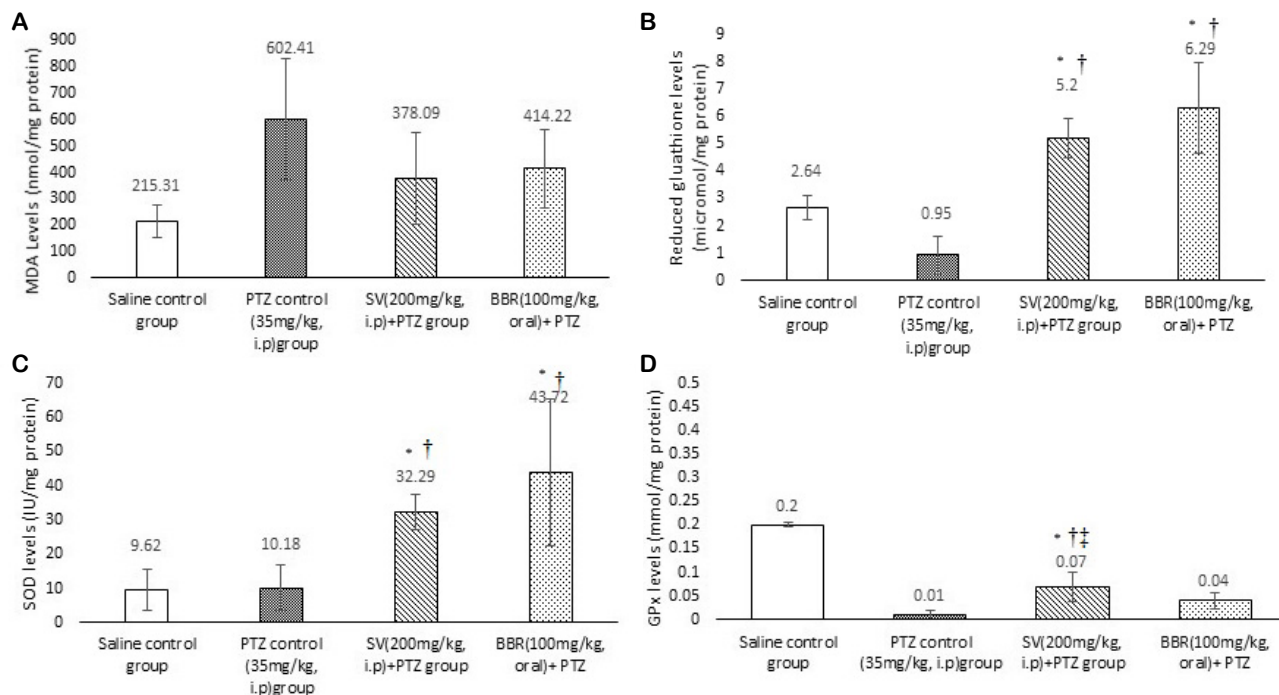 A
MDA Levels (nmol/mg protein)
900
800
700
600
500
400
300
200
100
0
215.31
602.41
378.09
414.22
Saline control
group
PTZ control
(35mg/kg,
i.p)group
SV(200mg/kg,
i.p)+PTZ group
BBR(100mg/kg,
oral)+ PTZ
B
Reduced gluathione levels
(micromol/mg protein)
9
8
7
6
5
4
3
2
1
0
2.64
0.95
* †
5.2
* †
6.29
Saline control
group
PTZ control
(35mg/kg,
i.p)group
SV(200mg/kg,
i.p)+PTZ group
BBR(100mg/kg,
oral)+ PTZ
C
SOD levels (IU/mg protein)
70
60
50
40
30
20
10
0
9.62
10.18
* †
32.29
* †
43.72
Saline control
group
PTZ control
(35mg/kg,
i.p)group
SV(200mg/kg,
i.p)+PTZ group
BBR(100mg/kg,
oral)+ PTZ
D
GPx levels (mmol/mg protein)
0.5
0.45
0.4
0.35
0.3
0.25
0.2
0.15
0.1
0.05
0
0.2
0.01
* †‡
0.07
0.04
Saline control
group
PTZ control
(35mg/kg, i.p)group
SV(200mg/kg,
i.p)+PTZ group
BBR(100mg/kg,
oral)+ PTZ